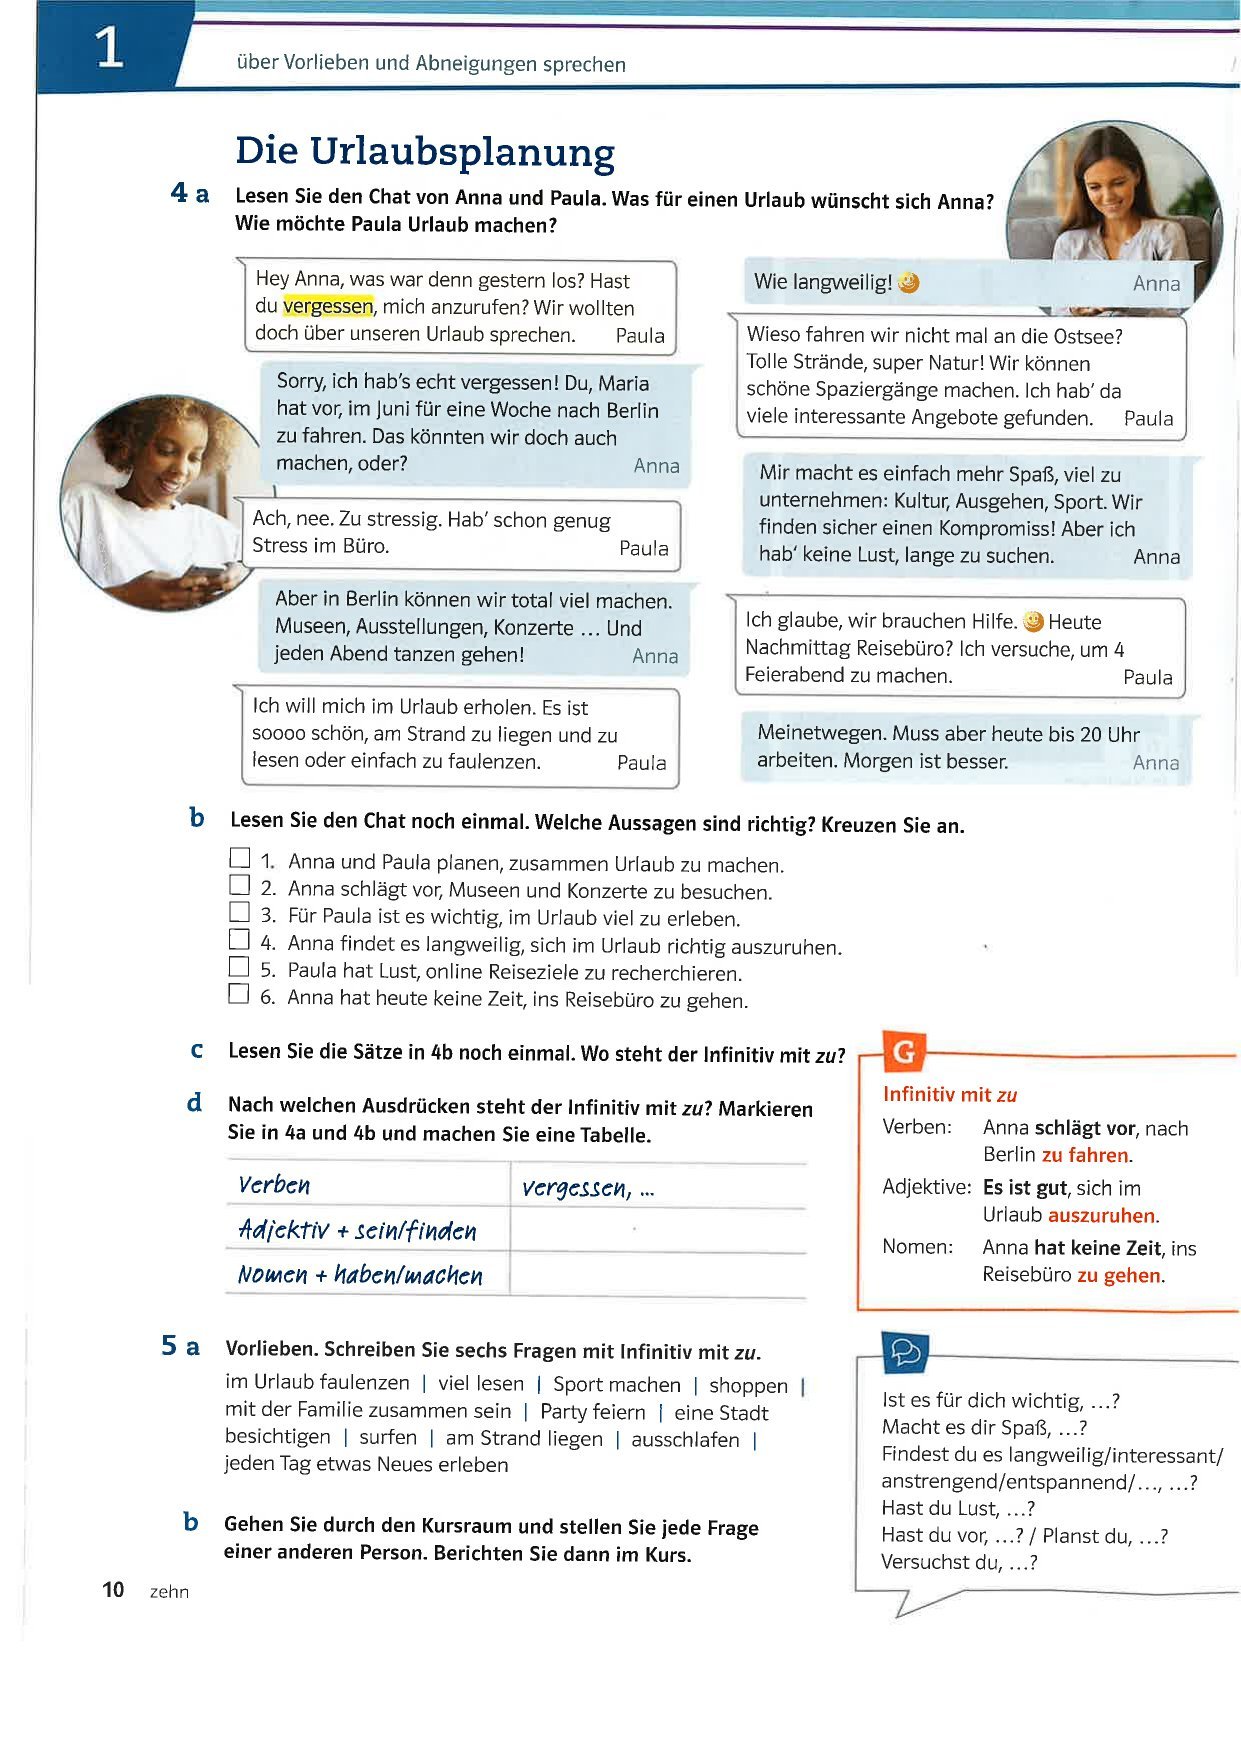 1
über Vorlieben und Abneigungen sprechen
Die Urlaubsplanung
4 a Lesen Sie den Chat von Anna und Paula. Was für einen Urlaub wünscht sich Anna?
Wie möchte Paula Urlaub machen?
Hey Anna, was war denn gestern los? Hast
du vergessen, mich anzurufen? Wir wollten
doch über unseren Urlaub sprechen. Paula
Sorry, ich hab's echt vergessen! Du, Maria
hat vor, im Juni für eine Woche nach Berlin
zu fahren. Das könnten wir doch auch
machen, oder? Anna
Ach, nee. Zu stressig. Hab' schon genug
Stress im Büro. Paula
Aber in Berlin können wir total viel machen.
Museen, Ausstellungen, Konzerte ... Und
jeden Abend tanzen gehen! Anna
Ich will mich im Urlaub erholen. Es ist
soooo schön, am Strand zu liegen und zu
lesen oder einfach zu faulenzen. Paula
Wie langweilig! Anna
Wieso fahren wir nicht mal an die Ostsee?
Tolle Strände, super Natur! Wir können
schöne Spaziergänge machen. Ich hab' da
viele interessante Angebote gefunden. Paula
Mir macht es einfach mehr Spaß, viel zu
unternehmen: Kultur, Ausgehen, Sport. Wir
finden sicher einen Kompromiss! Aber ich
hab' keine Lust, lange zu suchen. Anna
Ich glaube, wir brauchen Hilfe. Heute
Nachmittag Reisebüro? Ich versuche, um 4
Feierabend zu machen. Paula
Meinetwegen. Muss aber heute bis 20 Uhr
arbeiten. Morgen ist besser. Anna
b Lesen Sie den Chat noch einmal. Welche Aussagen sind richtig? Kreuzen Sie an.
1. Anna und Paula planen, zusammen Urlaub zu machen.
2. Anna schlägt vor, Museen und Konzerte zu besuchen.
3. Für Paula ist es wichtig, im Urlaub viel zu erleben.
4. Anna findet es langweilig, sich im Urlaub richtig auszuruhen.
5. Paula hat Lust, online Reiseziele zu recherchieren.
6. Anna hat heute keine Zeit, ins Reisebüro zu gehen.
c Lesen Sie die Sätze in 4b noch einmal. Wo steht der Infinitiv mit zu?
d Nach welchen Ausdrücken steht der Infinitiv mit zu? Markieren
Sie in 4a und 4b und machen Sie eine Tabelle.
Verben vergessen, ...
Adjektiv + sein/finden
Nomen + haben/machen
G
Infinitiv mit zu
Verben: Anna schlägt vor, nach
Berlin zu fahren.
Adjektive: Es ist gut, sich im
Urlaub auszuruhen.
Nomen: Anna hat keine Zeit, ins
Reisebüro zu gehen.
5 a Vorlieben. Schreiben Sie sechs Fragen mit Infinitiv mit zu.
im Urlaub faulenzen | viel lesen | Sport machen | shoppen |
mit der Familie zusammen sein | Party feiern | eine Stadt
besichtigen | surfen | am Strand liegen | ausschlafen |
jeden Tag etwas Neues erleben
b Gehen Sie durch den Kursraum und stellen Sie jede Frage
einer anderen Person. Berichten Sie dann im Kurs.
Ist es für dich wichtig, ...?
Macht es dir Spaß, ...?
Findest du es langweilig/interessant/
anstrengend/entspannend/..., ...?
Hast du Lust, ...?
Hast du vor, ...? / Planst du, ...?
Versuchst du, ...?
10 zehn